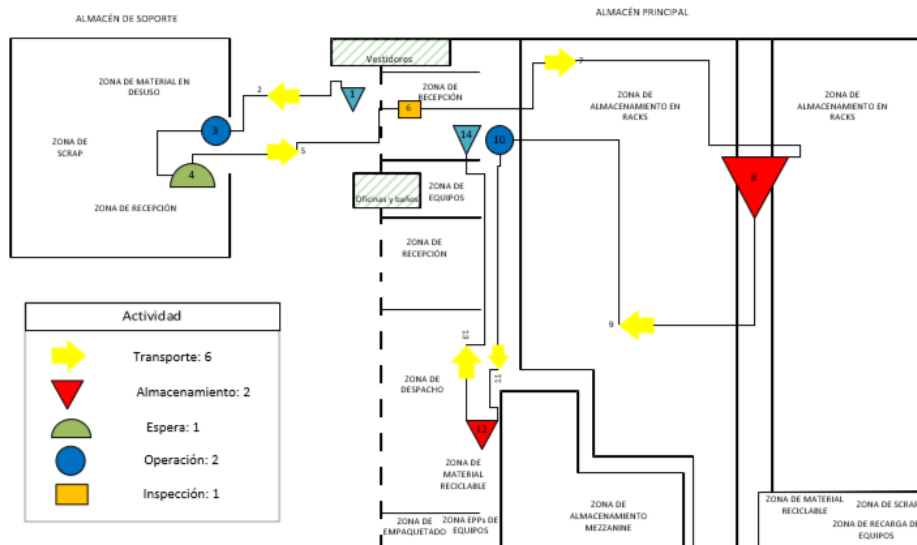 ALMACÉN DE SOPORTE
ALMACÉN PRINCIPAL
Vestidores
ZONA DE MATERIAL EN
DESUSO
2
1
ZONA DE
RECEPCIÓN
7
ZONA DE
ALMACENAMIENTO EN
RACKS
ZONA DE
ALMACENAMIENTO EN
RACKS
6
3
ZONA DE
SCRAP
5
14
10
4
8
ZONA DE
EQUIPOS
Oficinas y baños
ZONA DE RECEPCIÓN
ZONA DE
RECEPCIÓN
Actividad
Transporte: 6
Almacenamiento: 2
Espera: 1
Operación: 2
Inspección: 1
9
13
11
ZONA DE
DESPACHO
12
ZONA DE
MATERIAL
RECICLABLE
ZONA DE
EMPAQUETADO
ZONA EPPs DE
EQUIPOS
ZONA DE
ALMACENAMIENTO
MEZZANINE
ZONA DE MATERIAL
RECICLABLE
ZONA DE SCRAP
ZONA DE RECARGA DE
EQUIPOS